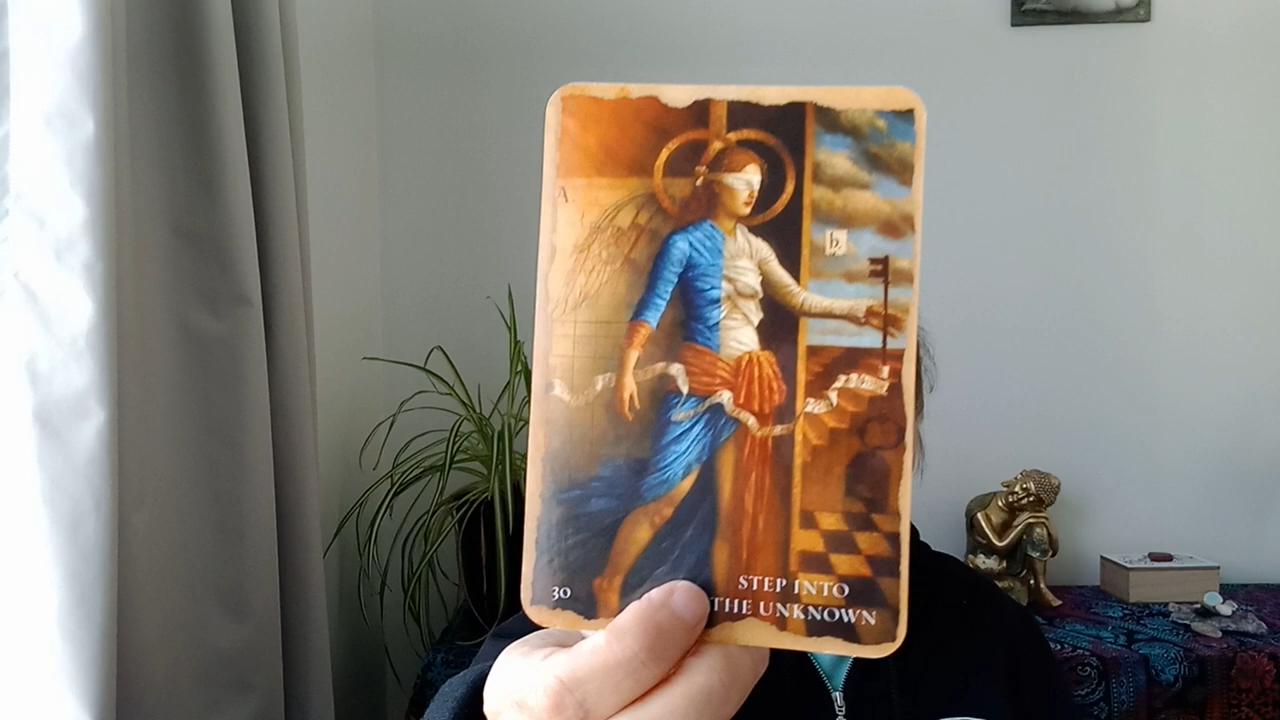 A.
b.
30
STEP INTO
THE UNKNOWN